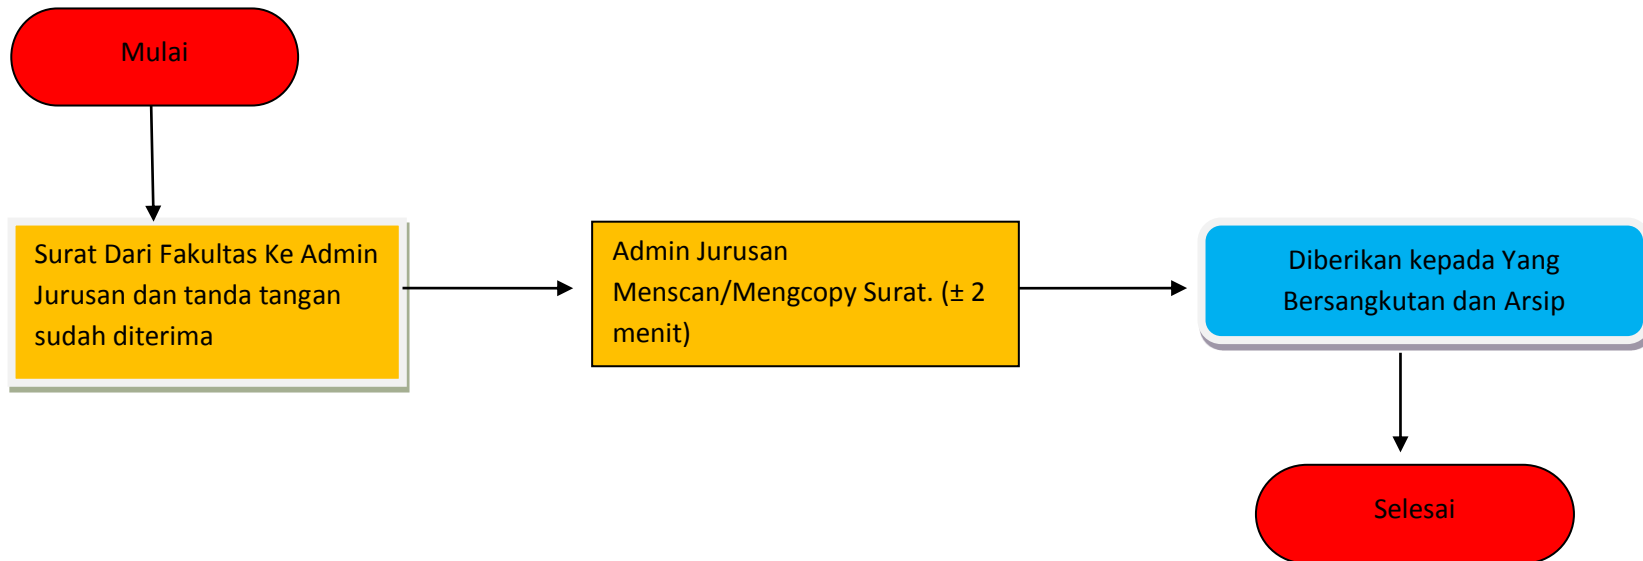 Mulai
Surat Dari Fakultas Ke Admin
Jurusan dan tanda tangan
sudah diterima
Admin Jurusan
Menscan/Mengcopy Surat. (± 2
menit)
Diberikan kepada Yang
Bersangkutan dan Arsip
Selesai